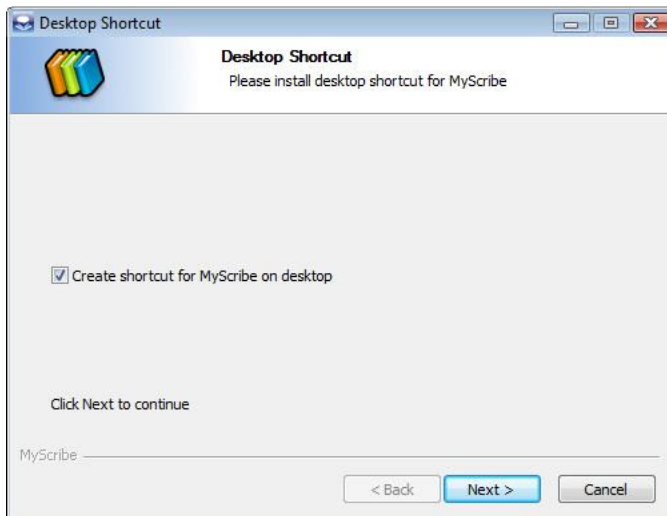 Desktop Shortcut
Desktop Shortcut
Please install desktop shortcut for MyScribe
Create shortcut for MyScribe on desktop
Click Next to continue
MyScribe
< Back Next > Cancel